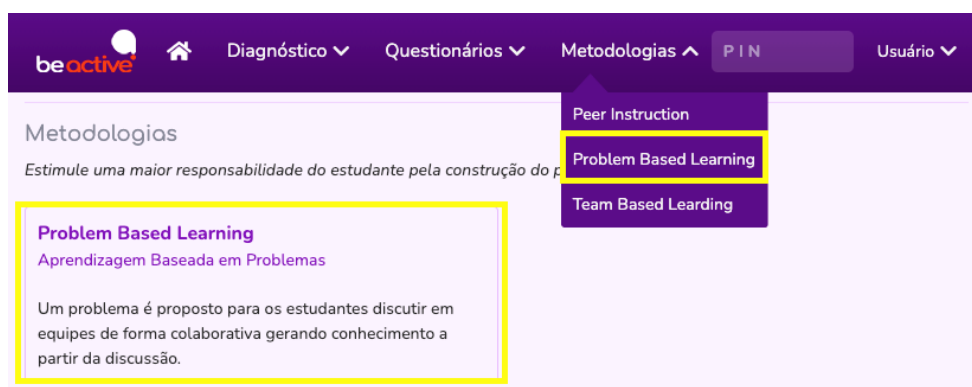 beactive Diagnóstico Questionários Metodologias PIN Usuário
Peer Instruction
Problem Based Learning
Team Based Learding
Metodologias
Estimule uma maior responsabilidade do estudante pela construção do
Problem Based Learning
Aprendizagem Baseada em Problemas
Um problema é proposto para os estudantes discutir em
equipes de forma colaborativa gerando conhecimento a
partir da discussão.